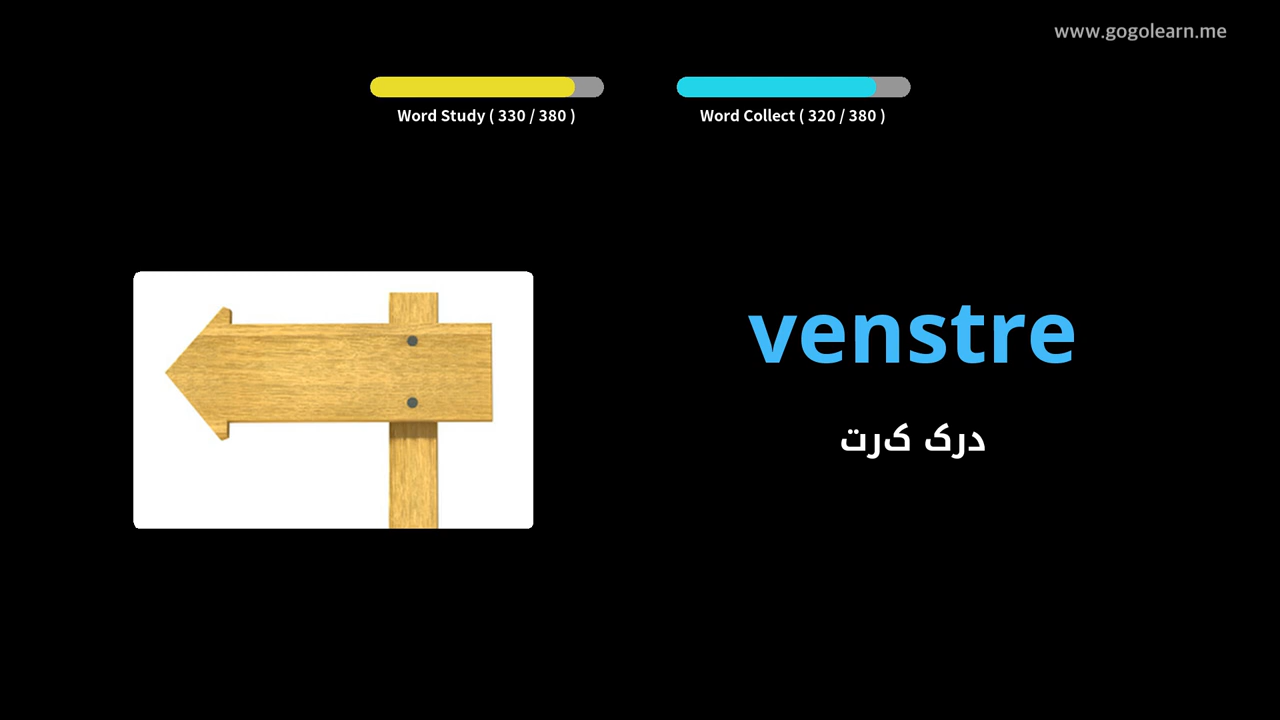 www.gogolearn.me
Word Study ( 330 / 380 )
Word Collect ( 320 / 380 )
venstre
درک کرت